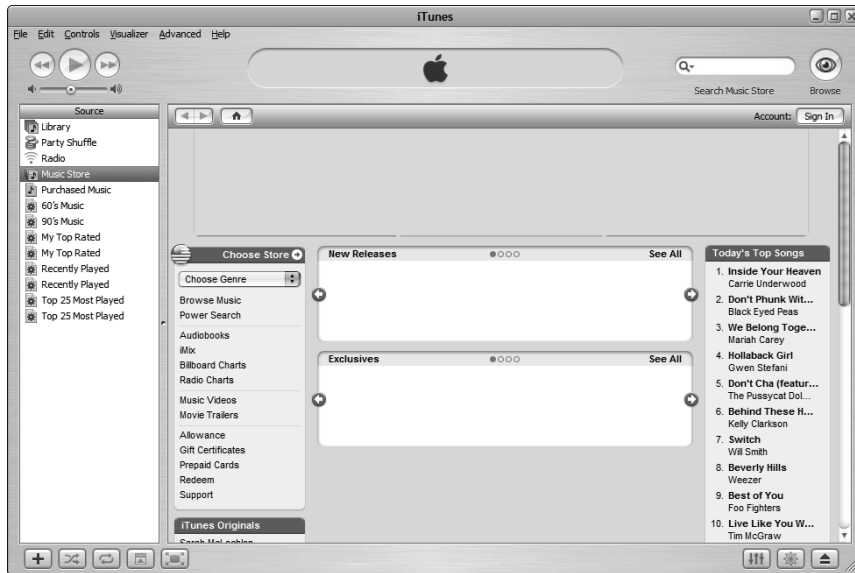 iTunes
File Edit Controls Visualizer Advanced Help
Search Music Store
Browse
Source
Library
Party Shuffle
Radio
Music Store
Purchased Music
60's Music
90's Music
My Top Rated
My Top Rated
Recently Played
Recently Played
Top 25 Most Played
Top 25 Most Played
Account: Sign In
Choose Store
Choose Genre
Browse Music
Power Search
Audiobooks
iMix
Billboard Charts
Radio Charts
Music Videos
Movie Trailers
Allowance
Gift Certificates
Prepaid Cards
Redeem
Support
iTunes Originals
Sarah McLachlan
New Releases See All
Exclusives See All
Today's Top Songs
1. Inside Your Heaven
Carrie Underwood
2. Don't Phunk Wit...
Black Eyed Peas
3. We Belong Toge...
Mariah Carey
4. Hollaback Girl
Gwen Stefani
5. Don't Cha (featur...
The Pussycat Dol...
6. Behind These H...
Kelly Clarkson
7. Switch
Will Smith
8. Beverly Hills
Weezer
9. Best of You
Foo Fighters
10. Live Like You W...
Tim McGraw